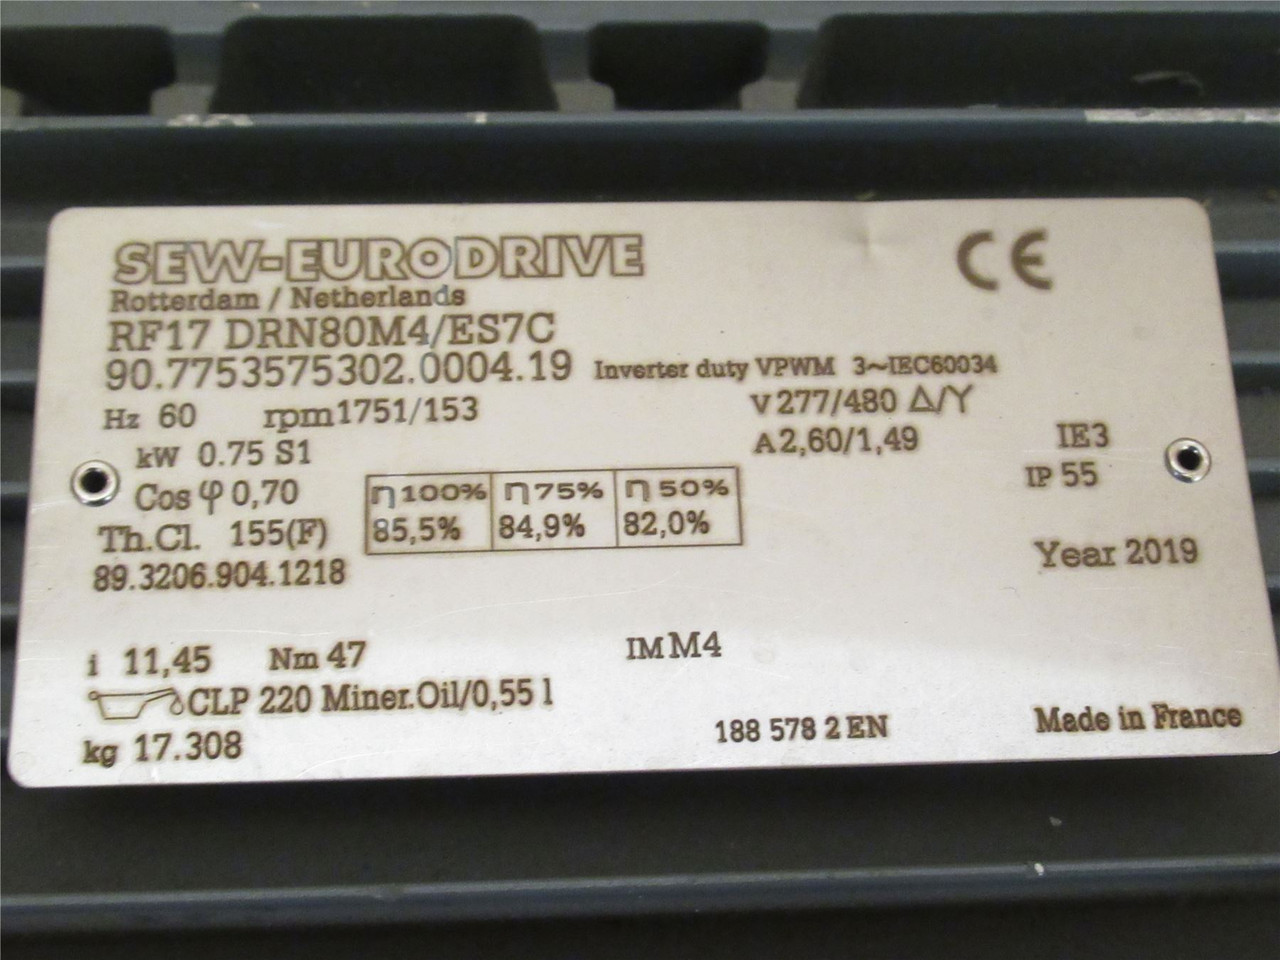 SEW-EURODRIVE CE
Rotterdam / Netherlands
RF17 DRN80M4/ES7C
90.7753575302.0004.19 Inverter duty VPWM 3~IEC60034
Hz 60 rpm 1751/153 V 277/480 Δ/Y
kW 0.75 S1 A 2,60/1,49 IE3
Cos φ 0,70 η 100% η 75% η 50% IP 55
Th.Cl. 155(F) 85,5% 84,9% 82,0% Year 2019
89.3206.904.1218
i 11,45 Nm 47 IM M4
CLP 220 Miner.Oil/0,55 l
kg 17.308 188 578 2 EN Made in France